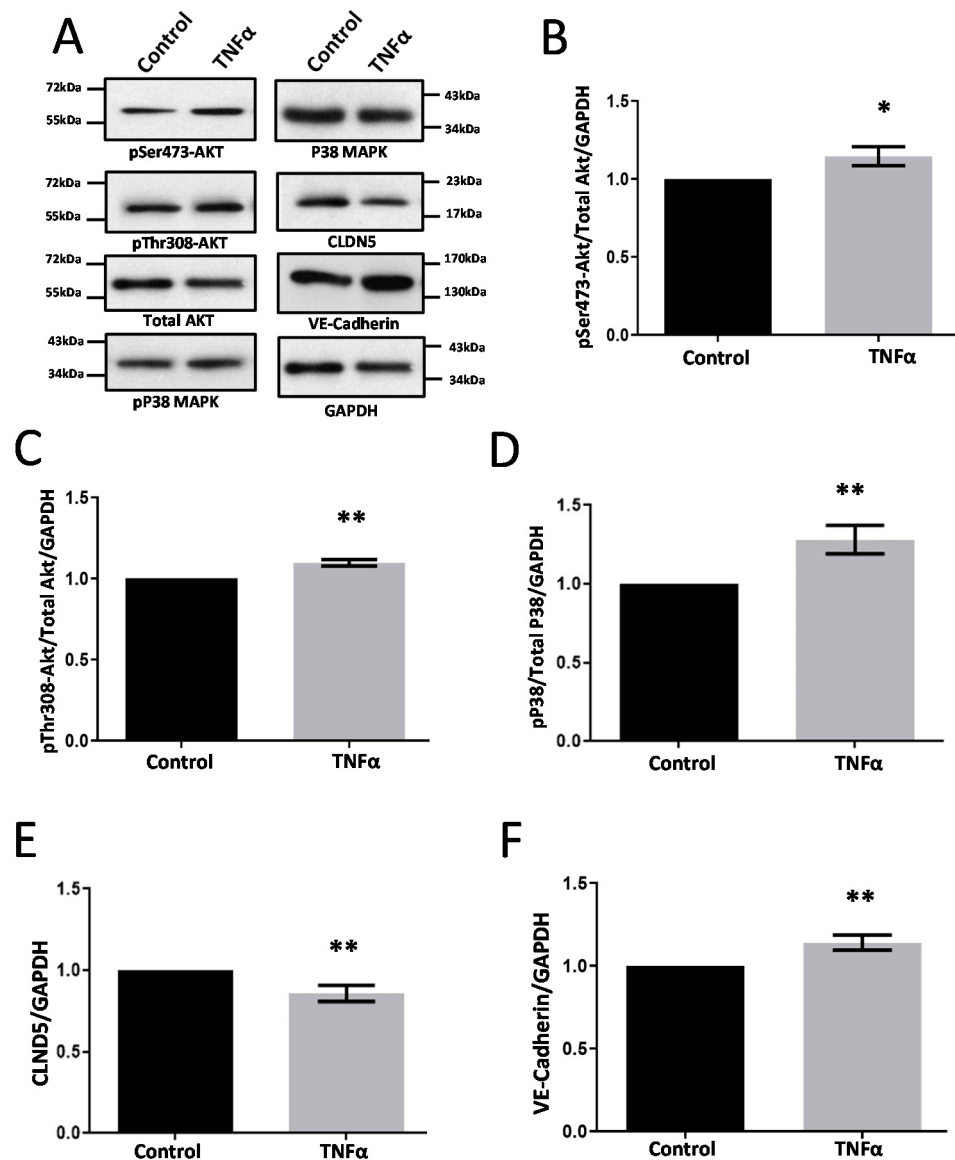 A
Control
TNFα
Control
TNFα
72kDa
55kDa
pSer473-AKT
43kDa
34kDa
P38 MAPK
72kDa
55kDa
pThr308-AKT
23kDa
17kDa
CLDN5
72kDa
55kDa
Total AKT
170kDa
130kDa
VE-Cadherin
43kDa
34kDa
pP38 MAPK
43kDa
34kDa
GAPDH
B
pSer473-Akt/Total Akt/GAPDH
1.5
1.0
0.5
0.0
*
Control
TNFα
C
pThr308-Akt/Total Akt/GAPDH
1.5
1.0
0.5
0.0
**
Control
TNFα
D
pP38/Total P38/GAPDH
1.5
1.0
0.5
0.0
**
Control
TNFα
E
CLND5/GAPDH
1.5
1.0
0.5
0.0
**
Control
TNFα
F
VE-Cadherin/GAPDH
1.5
1.0
0.5
0.0
**
Control
TNFα